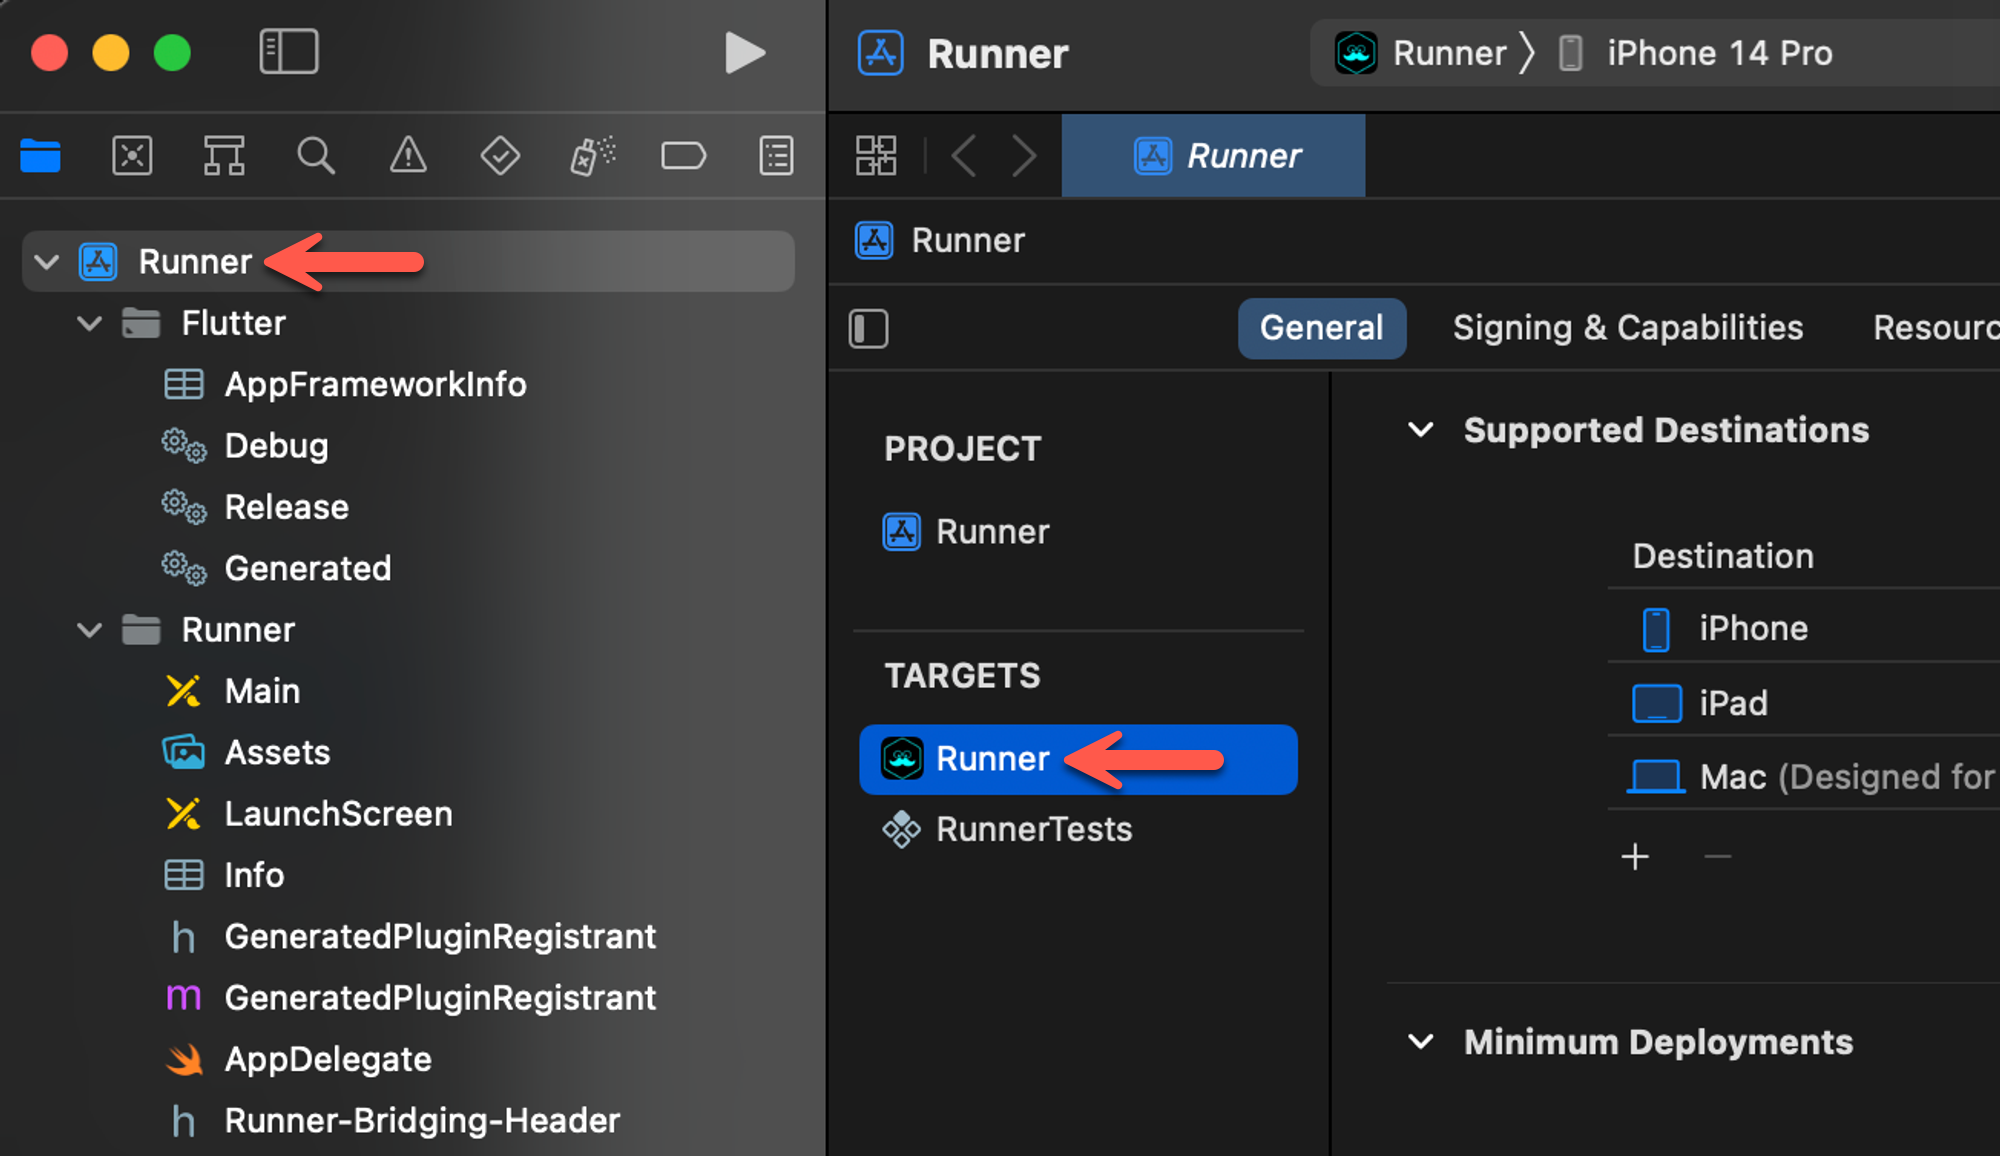 Runner
Runner
iPhone 14 Pro
Runner
Runner
General
Signing & Capabilities
Resourc
Runner
Flutter
AppFrameworkInfo
Debug
Release
Generated
Runner
Main
Assets
LaunchScreen
Info
h GeneratedPluginRegistrant
m GeneratedPluginRegistrant
AppDelegate
h Runner-Bridging-Header
PROJECT
Runner
TARGETS
Runner
RunnerTests
Supported Destinations
Destination
iPhone
iPad
Mac (Designed for
Minimum Deployments